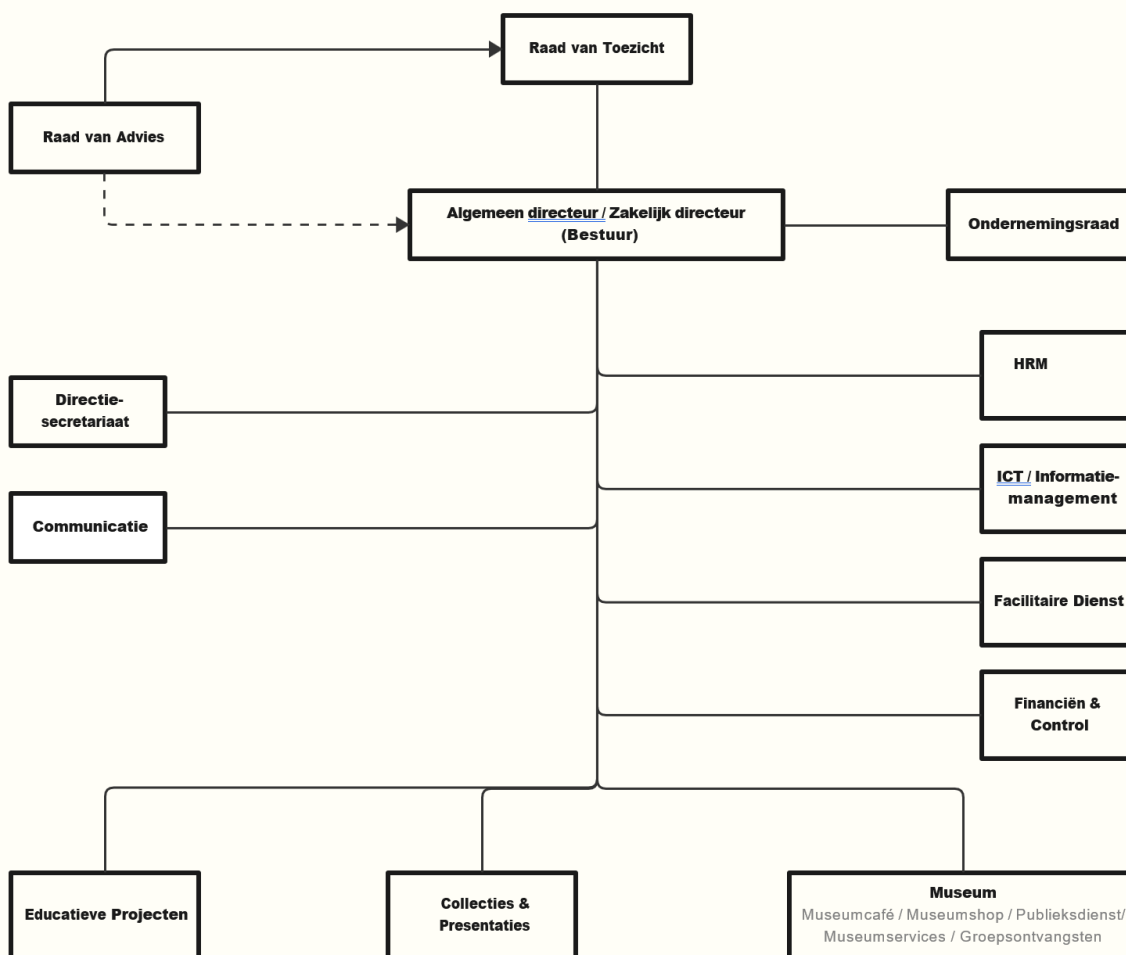 Raad van Toezicht
Raad van Advies
Algemeen directeur / Zakelijk directeur
(Bestuur)
Ondernemingsraad
HRM
Directie-
secretariaat
ICT / Informatie-
management
Communicatie
Facilitaire Dienst
Financiën &
Control
Educatieve Projecten
Collecties &
Presentaties
Museum
Museumcafé / Museumshop / Publieksdienst/
Museumservices / Groepsontvangsten